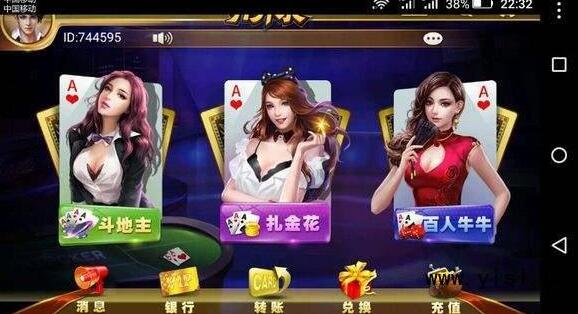 中国移动
中国移动
38%
22:32
ID:744595
A
A
A
斗地主
扎金花
百人牛牛
消息
银行
转账
兑换
充值